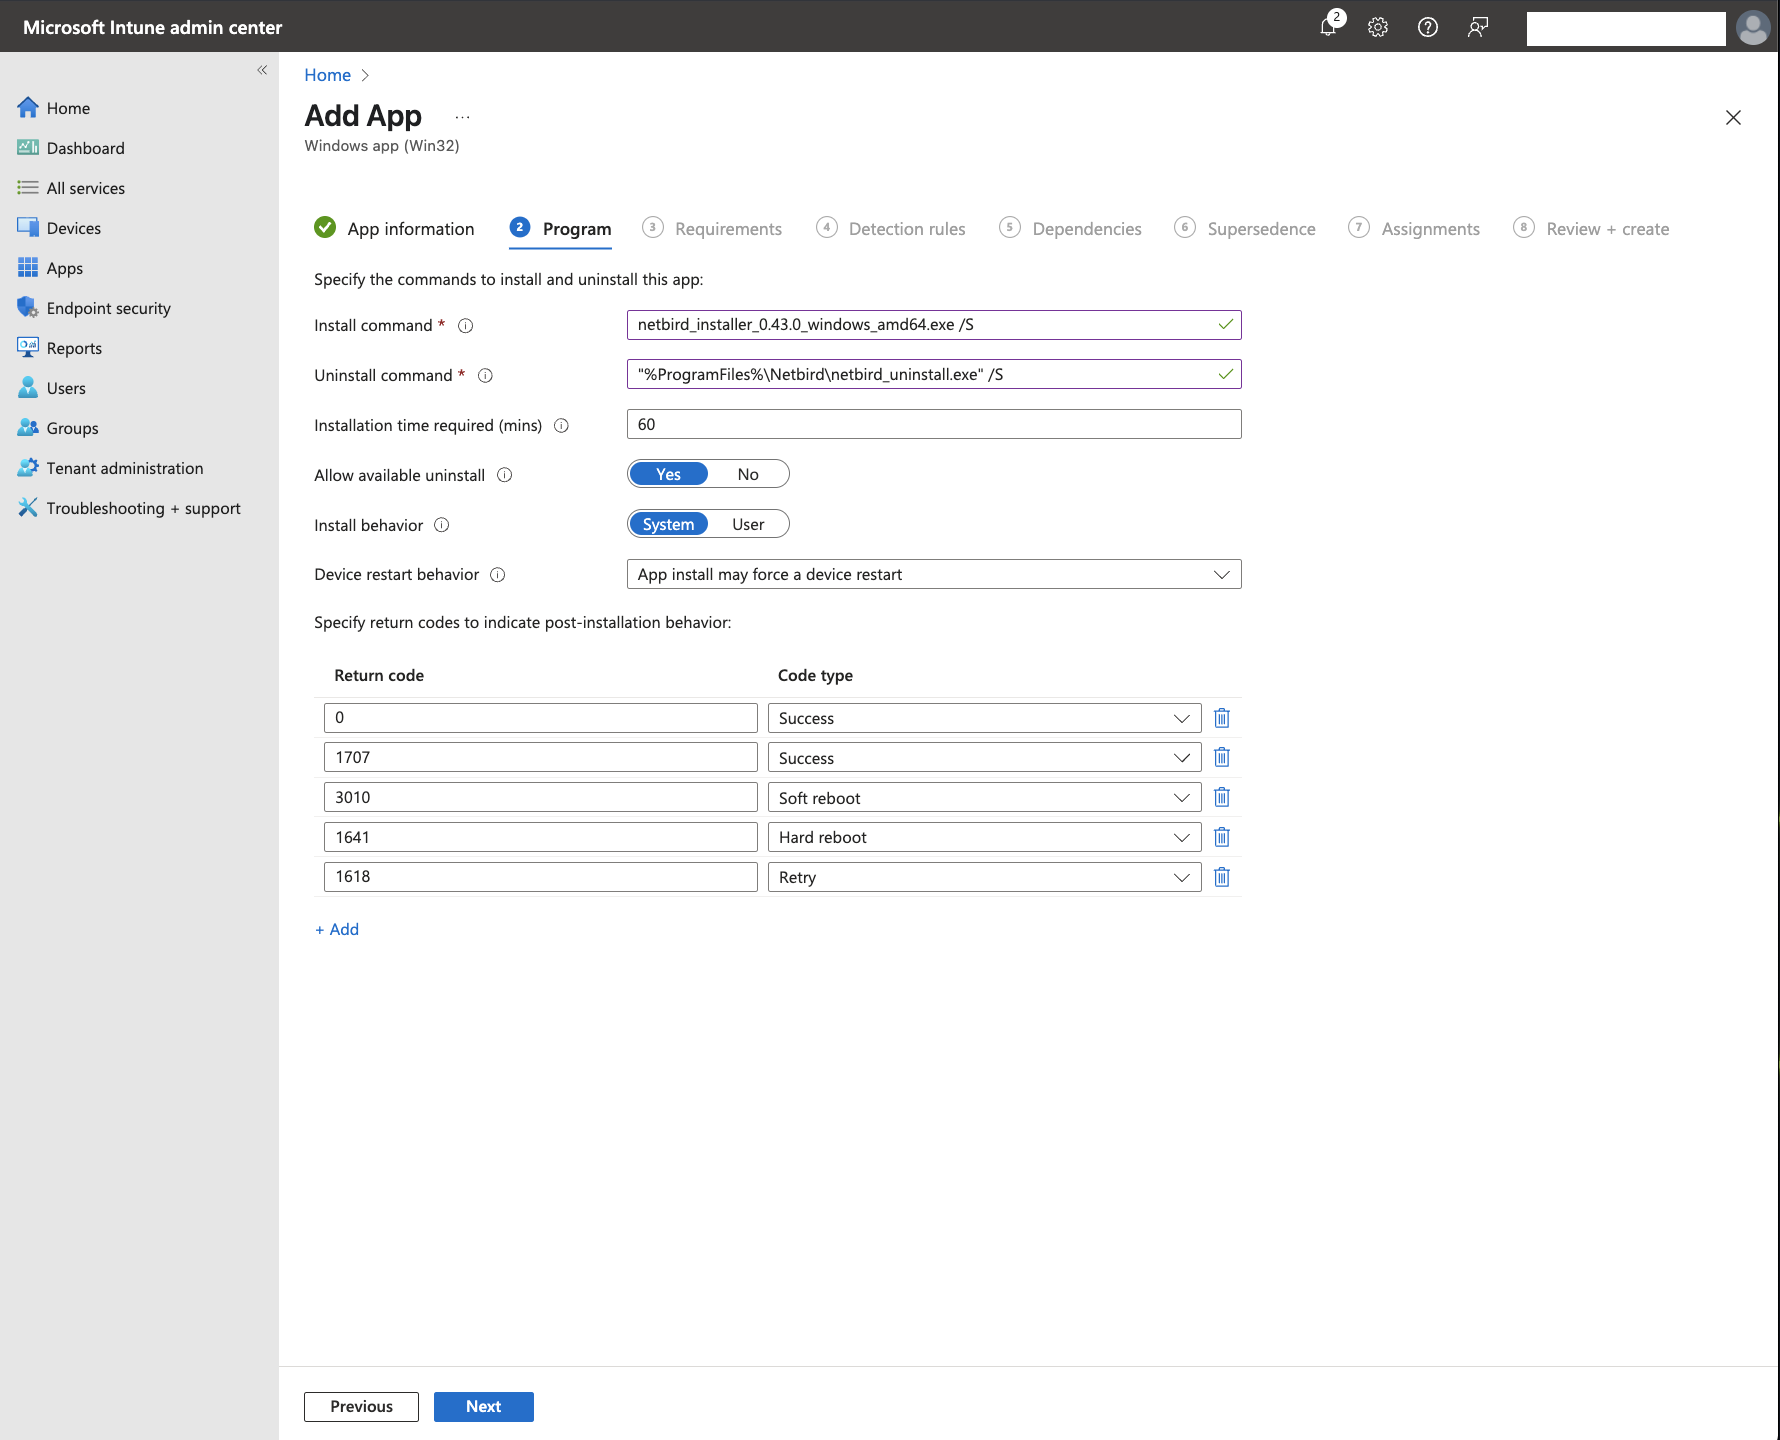 Microsoft Intune admin center
2
Home
Dashboard
All services
Devices
Apps
Endpoint security
Reports
Users
Groups
Tenant administration
Troubleshooting + support
Home
Add App
...
Windows app (Win32)
App information
2 Program
3 Requirements
4 Detection rules
5 Dependencies
6 Supersedence
7 Assignments
8 Review + create
Specify the commands to install and uninstall this app:
Install command * netbird_installer_0.43.0_windows_amd64.exe /S
Uninstall command * "%ProgramFiles%\Netbird\netbird_uninstall.exe" /S
Installation time required (mins) 60
Allow available uninstall Yes No
Install behavior System User
Device restart behavior App install may force a device restart
Specify return codes to indicate post-installation behavior:
Return code Code type
0 Success
1707 Success
3010 Soft reboot
1641 Hard reboot
1618 Retry
+ Add
Previous Next